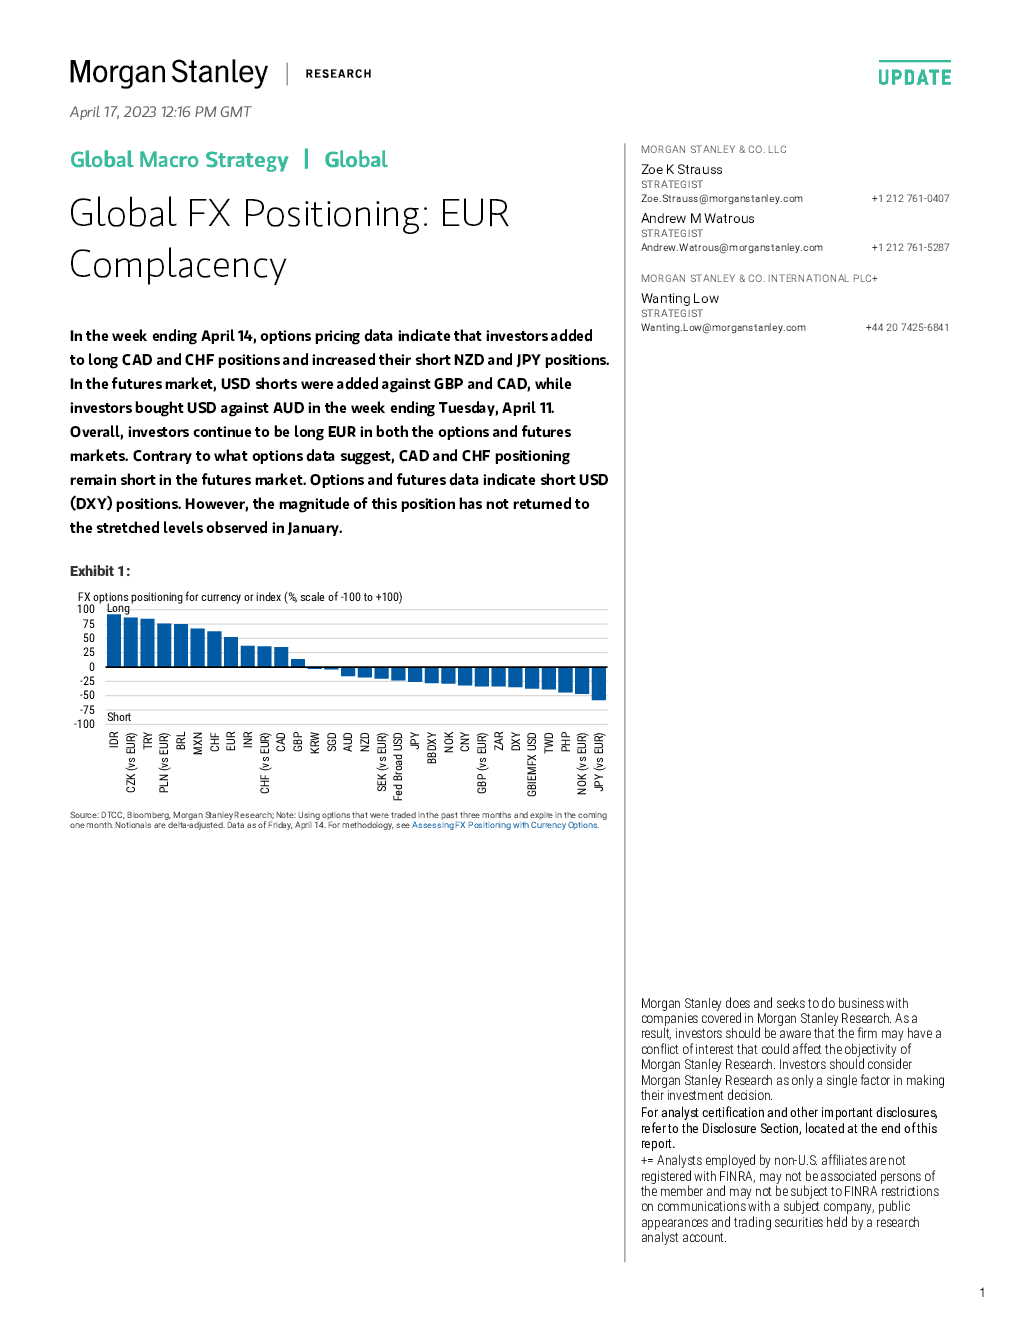 Morgan Stanley | RESEARCH
UPDATE
April 17, 2023 12:16 PM GMT
Global Macro Strategy | Global
Global FX Positioning: EUR
Complacency
In the week ending April 14, options pricing data indicate that investors added
to long CAD and CHF positions and increased their short NZD and JPY positions.
In the futures market, USD shorts were added against GBP and CAD, while
investors bought USD against AUD in the week ending Tuesday, April 11.
Overall, investors continue to be long EUR in both the options and futures
markets. Contrary to what options data suggest, CAD and CHF positioning
remain short in the futures market. Options and futures data indicate short USD
(DXY) positions. However, the magnitude of this position has not returned to
the stretched levels observed in January.
Exhibit 1:
FX options positioning for currency or index (%, scale of -100 to +100)
100
75
50
25
0
-25
-50
-75
-100
Long
Short
IDR
CZK (vs EUR)
TRY
PLN (vs EUR)
BRL
MXN
CHF
EUR
INR
CHF (vs EUR)
CAD
GBP
KRW
SGD
AUD
NZD
SEK (vs EUR)
Fed Broad USD
JPY
BBDXY
NOK
CNY
GBP (vs EUR)
ZAR
DXY
GBIEMFX USD
TWD
PHP
NOK (vs EUR)
JPY (vs EUR)
Source: DTCC, Bloomberg, Morgan Stanley Research; Note: Using options that were traded in the past three months and expire in the coming
one month. Notionals are delta-adjusted. Data as of Friday, April 14. For methodology, see Assessing FX Positioning with Currency Options.
MORGAN STANLEY & CO. LLC
Zoe K Strauss
STRATEGIST
Zoe.Strauss@morganstanley.com +1 212 761-0407
Andrew M Watrous
STRATEGIST
Andrew.Watrous@morganstanley.com +1 212 761-5287
MORGAN STANLEY & CO. INTERNATIONAL PLC+
Wanting Low
STRATEGIST
Wanting.Low@morganstanley.com +44 20 7425-6841
Morgan Stanley does and seeks to do business with
companies covered in Morgan Stanley Research. As a
result, investors should be aware that the firm may have a
conflict of interest that could affect the objectivity of
Morgan Stanley Research. Investors should consider
Morgan Stanley Research as only a single factor in making
their investment decision.
For analyst certification and other important disclosures,
refer to the Disclosure Section, located at the end of this
report.
+= Analysts employed by non-U.S. affiliates are not
registered with FINRA, may not be associated persons of
the member and may not be subject to FINRA restrictions
on communications with a subject company, public
appearances and trading securities held by a research
analyst account.
1